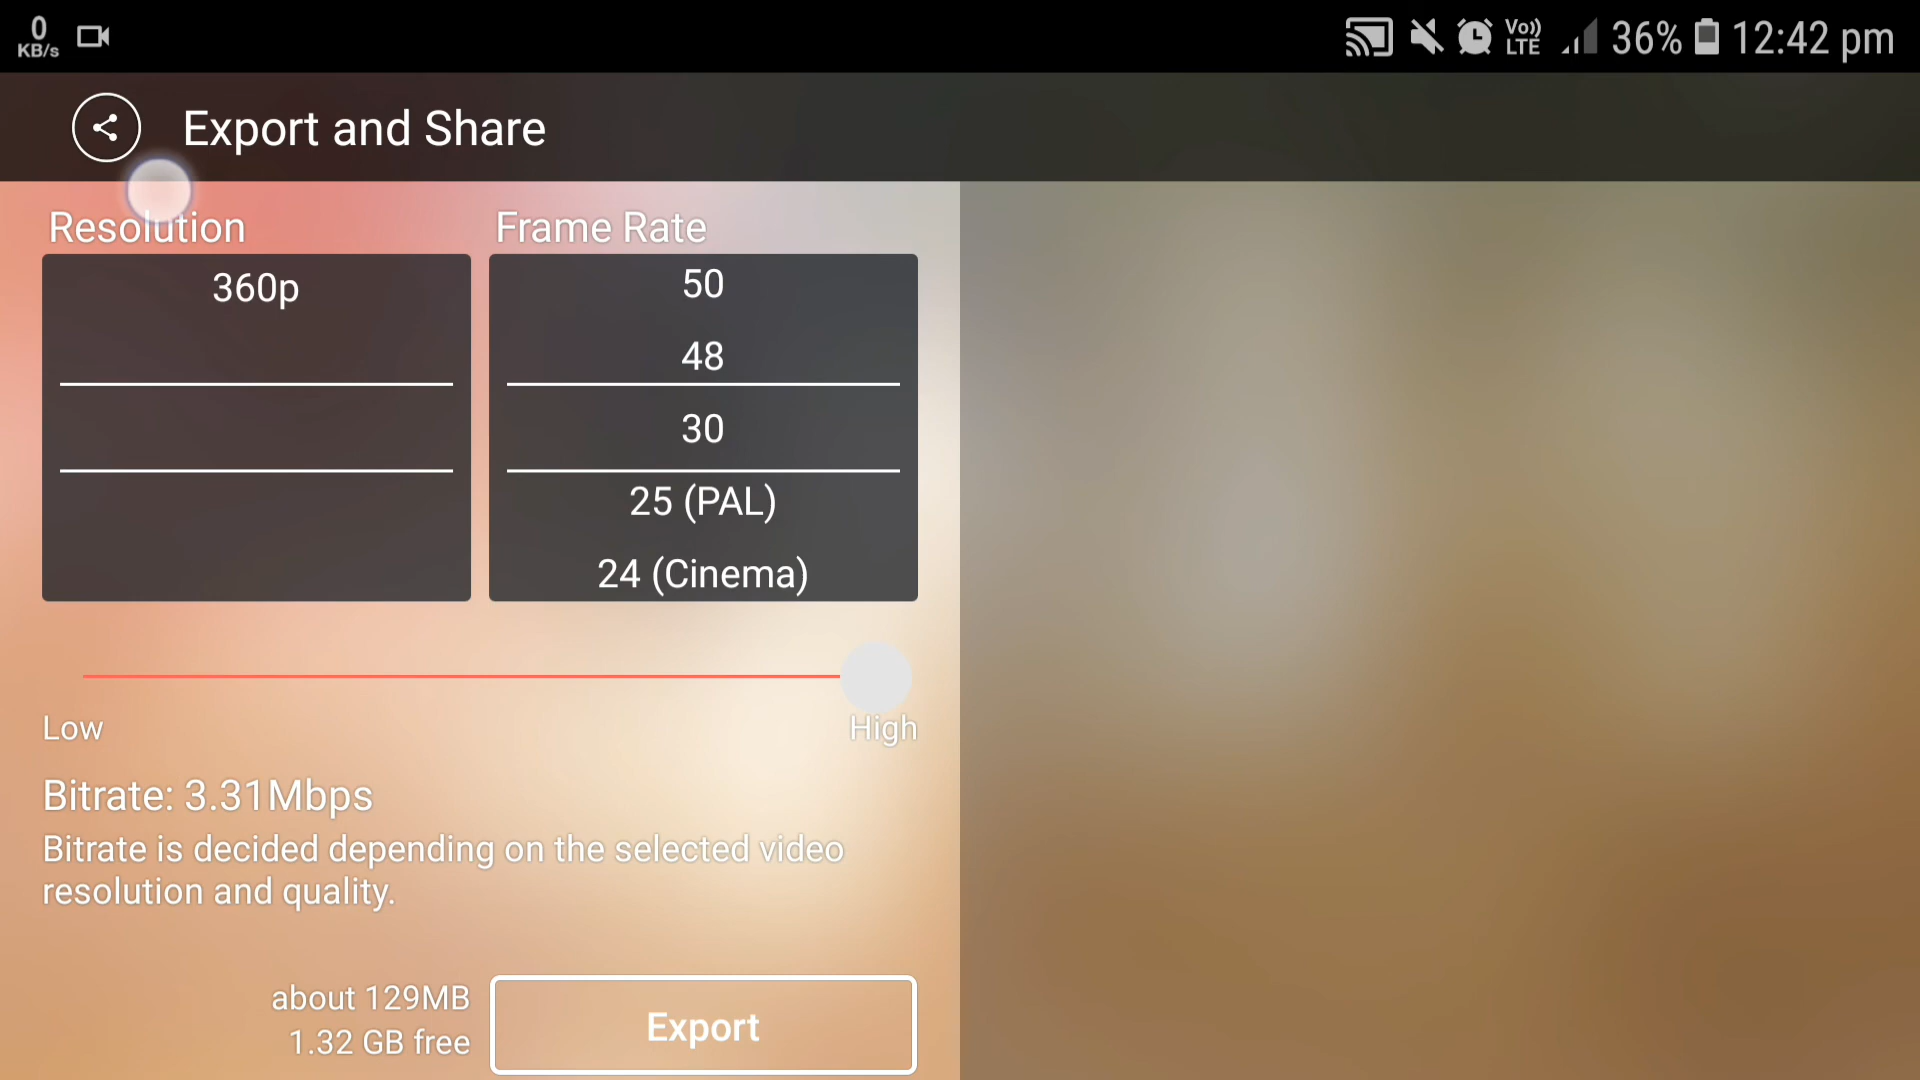 0
KB/s
Vo))
LTE
36%
12:42 pm
Export and Share
Resolution
Frame Rate
360p
50
48
30
25 (PAL)
24 (Cinema)
Low
High
Bitrate: 3.31Mbps
Bitrate is decided depending on the selected video
resolution and quality.
about 129MB
1.32 GB free
Export